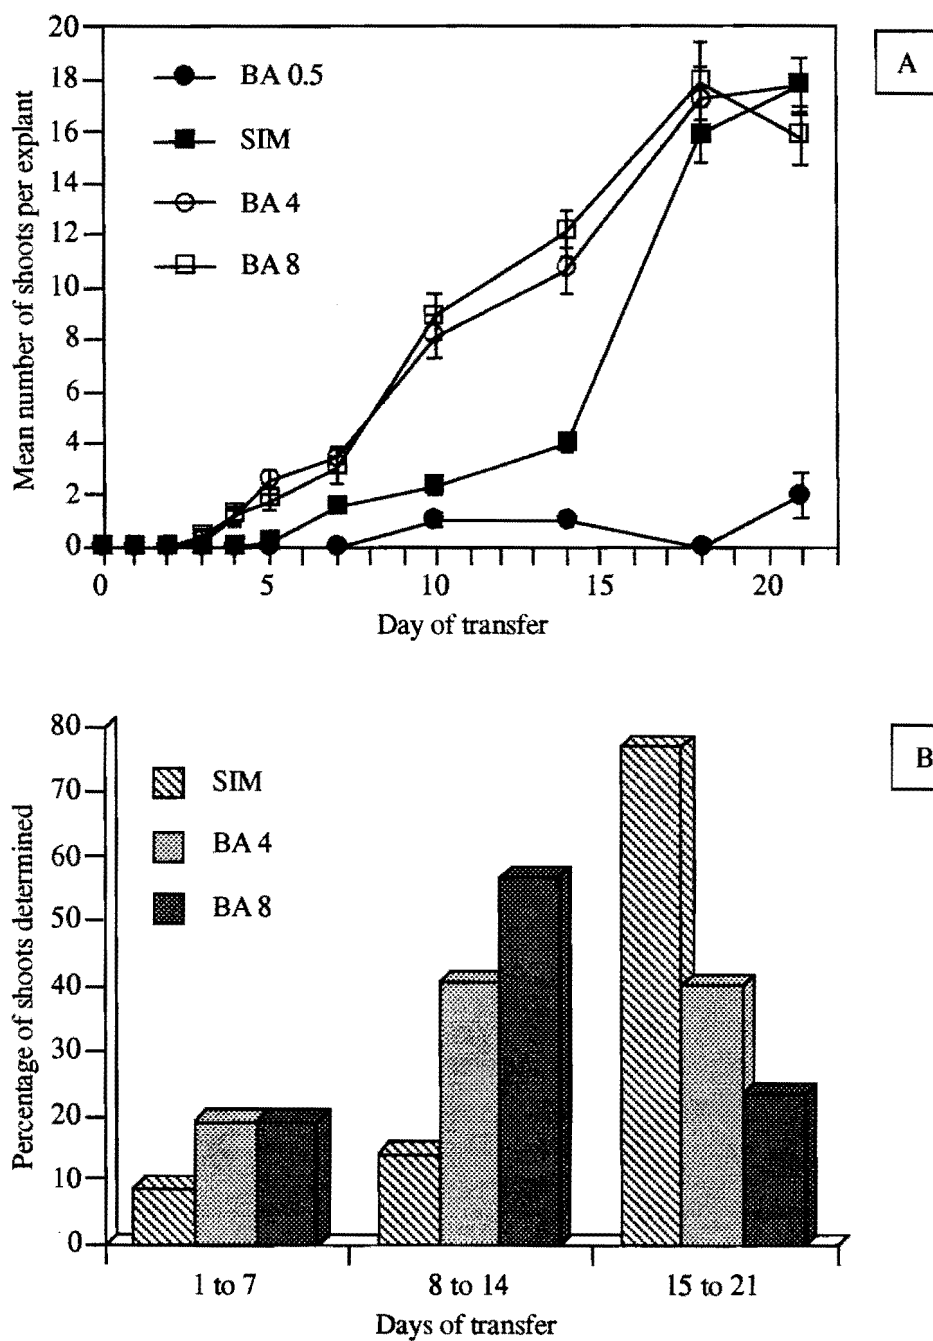 A
Mean number of shoots per explant
20
18
16
14
12
10
8
6
4
2
0
BA 0.5
SIM
BA 4
BA 8
0 5 10 15 20
Day of transfer
B
Percentage of shoots determined
80
70
60
50
40
30
20
10
0
SIM
BA 4
BA 8
1 to 7 8 to 14 15 to 21
Days of transfer